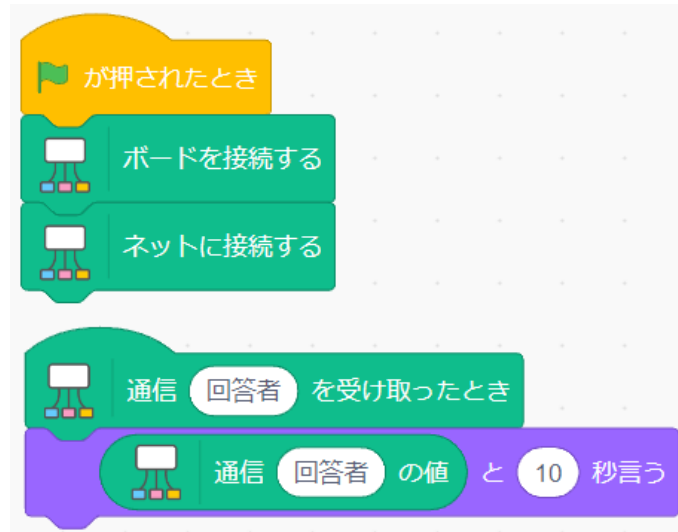 が押されたとき
ボードを接続する
ネットに接続する
通信 回答者 を受け取ったとき
通信 回答者 の値 と 10 秒言う